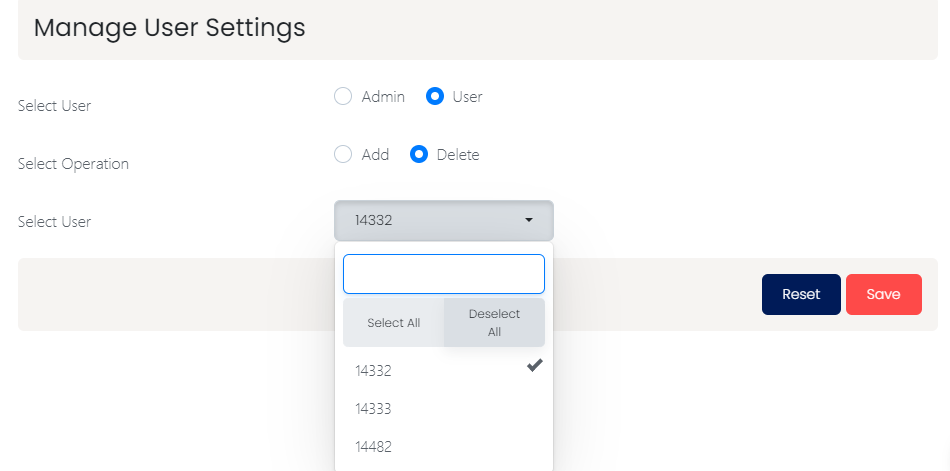 Manage User Settings
Select User Admin User
Select Operation Add Delete
Select User 14332
Reset Save
Select All Deselect
All
14332
14333
14482